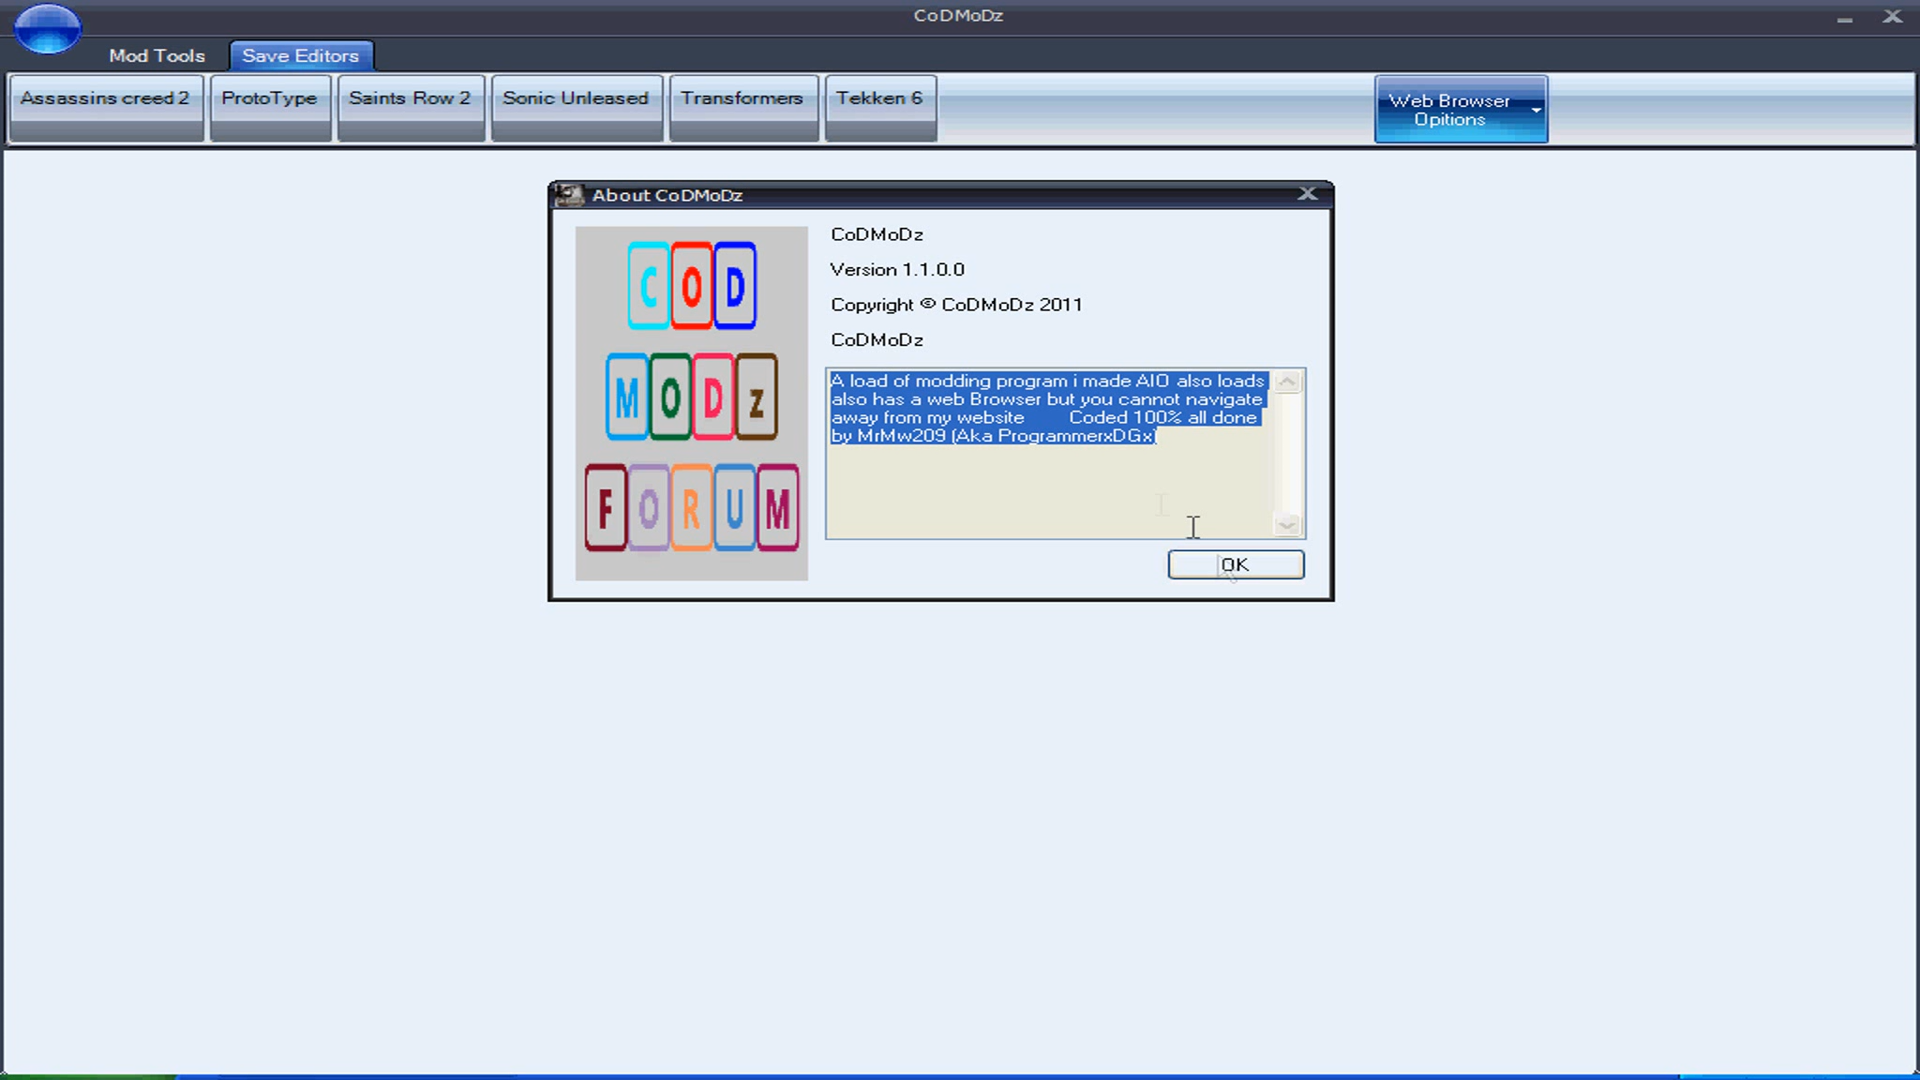 CoDMoDz
Mod Tools
Save Editors
Assassins creed 2
ProtoType
Saints Row 2
Sonic Unleased
Transformers
Tekken 6
Web Browser
Opitions
About CoDMoDz
COD
MODz
FORUM
CoDMoDz
Version 1.1.0.0
Copyright © CoDMoDz 2011
CoDMoDz
A load of modding program i made AIO also loads
also has a web Browser but you cannot navigate
away from my website Coded 100% all done
by MrMw209 (Aka ProgrammerxDGx)
OK